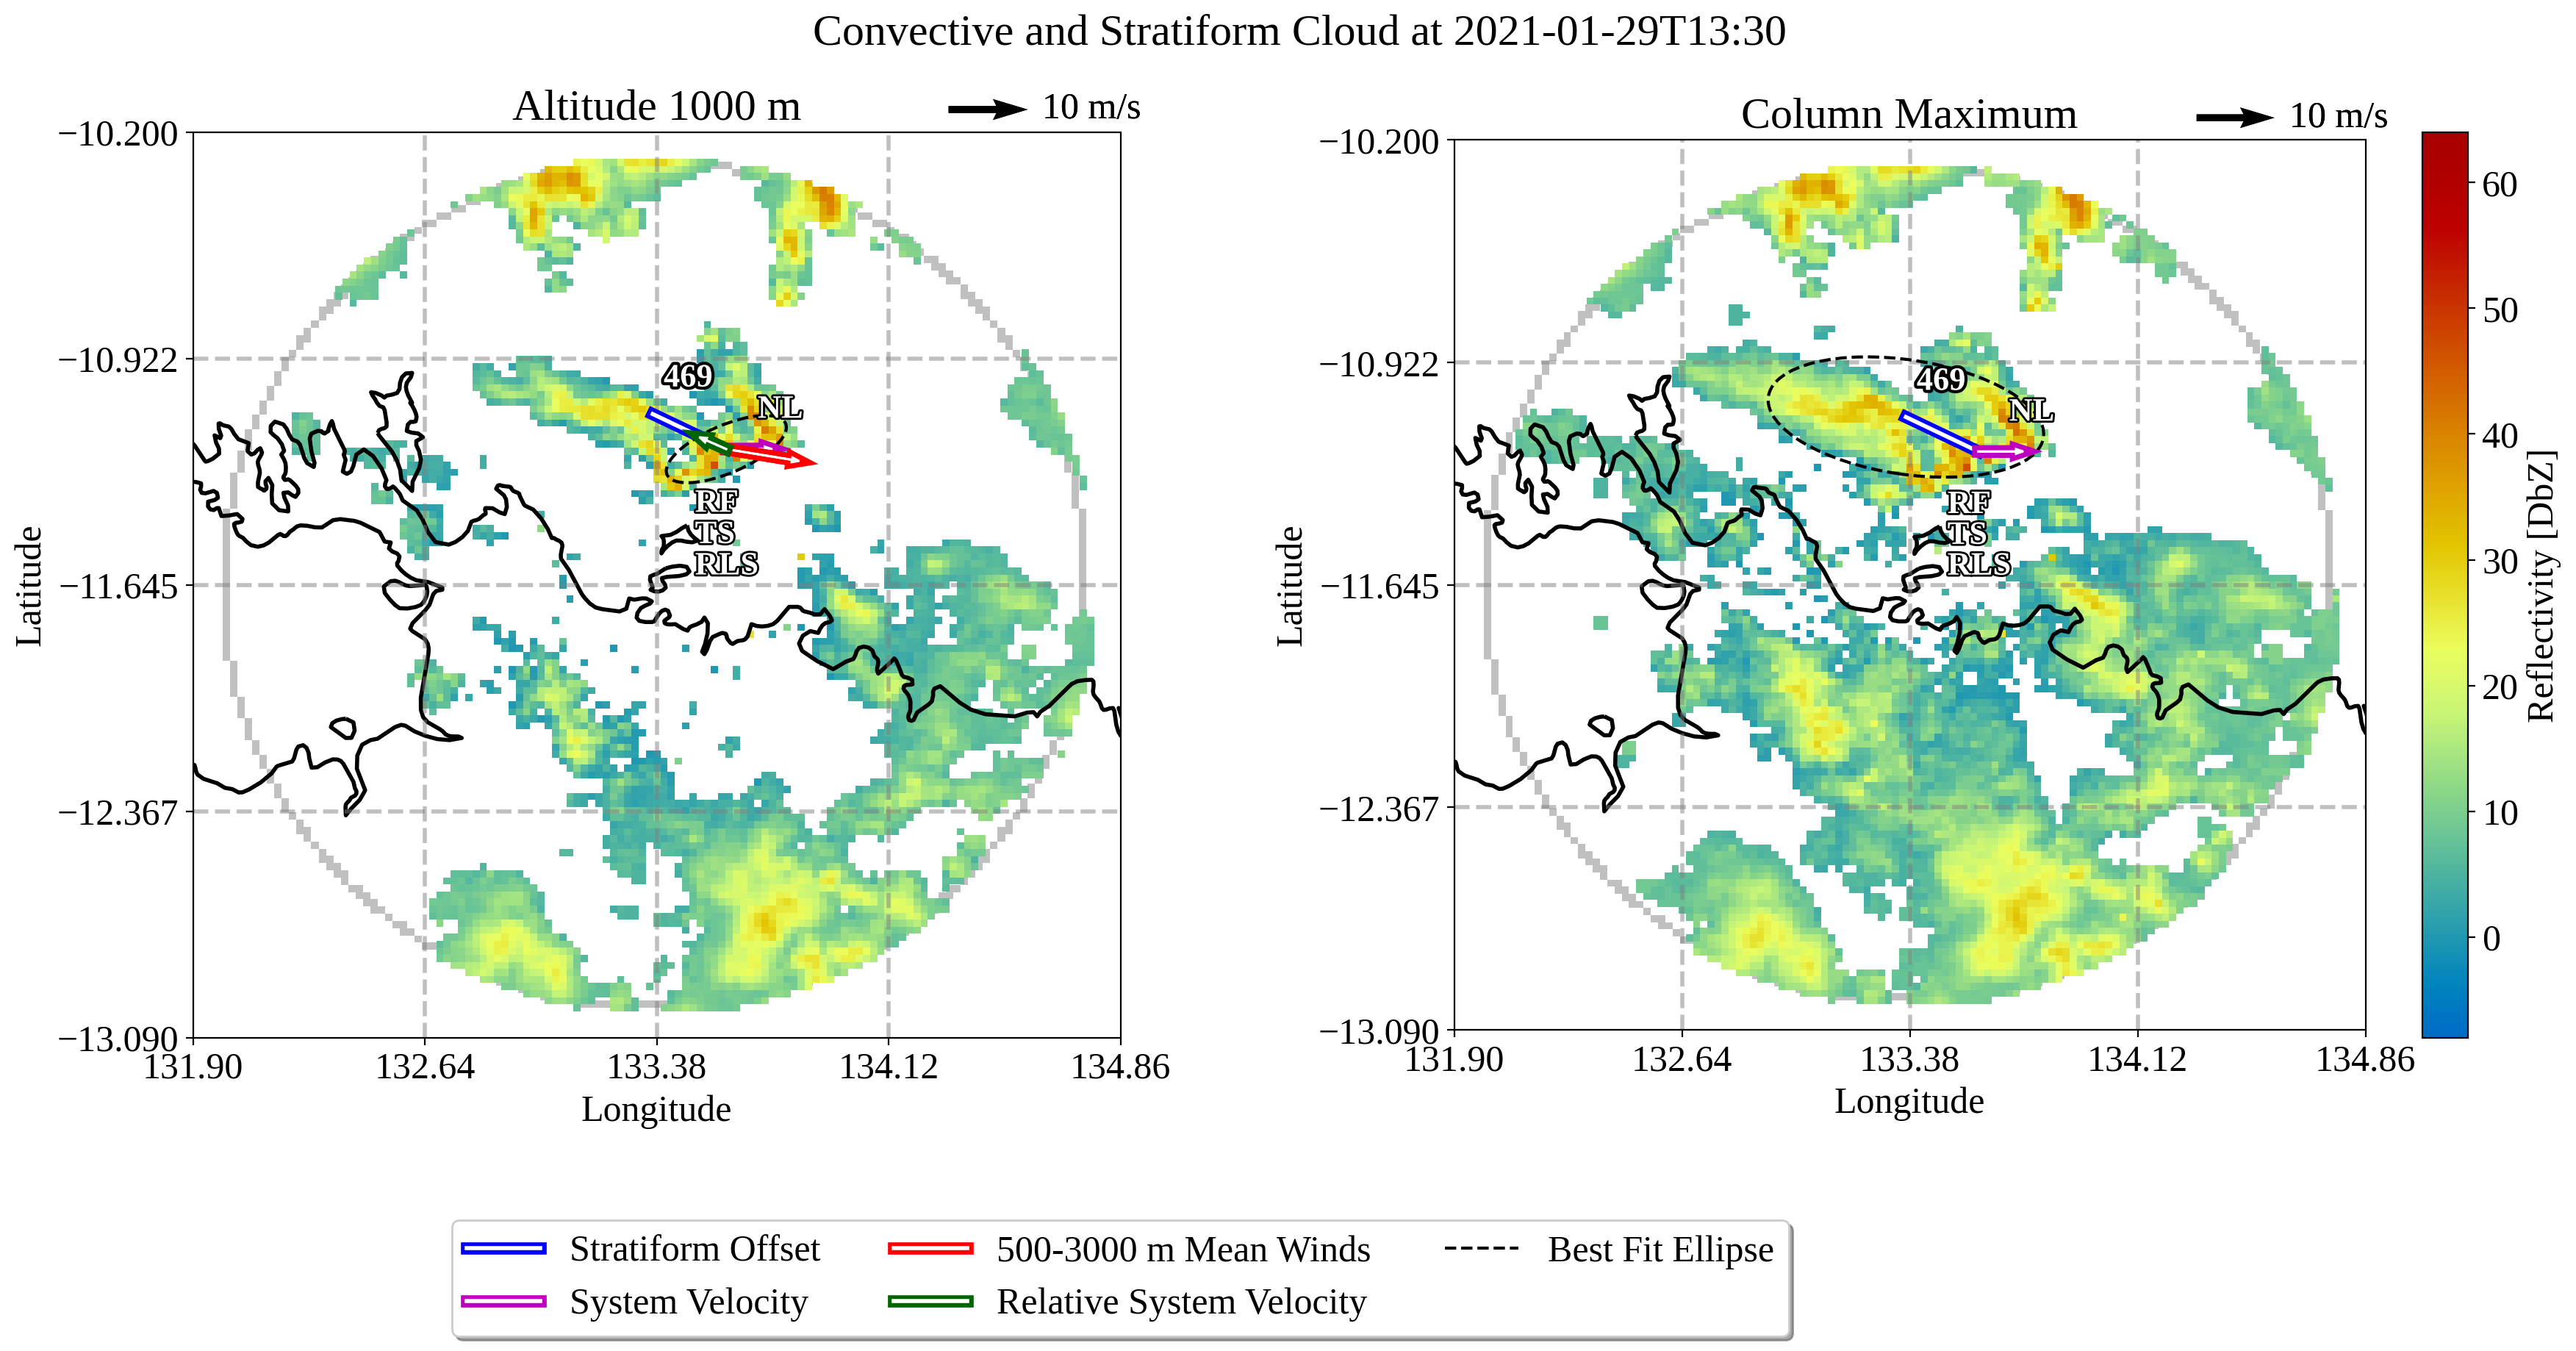 Convective and Stratiform Cloud at 2021-01-29T13:30
Altitude 1000 m
10 m/s
−10.200
−10.922
−11.645
−12.367
−13.090
131.90
132.64
133.38
134.12
134.86
Latitude
Longitude
469
NL
RF
TS
RLS
Column Maximum
10 m/s
−10.200
−10.922
−11.645
−12.367
−13.090
131.90
132.64
133.38
134.12
134.86
Latitude
Longitude
469
NL
RF
TS
RLS
60
50
40
30
20
10
0
Reflectivity [DbZ]
Stratiform Offset
System Velocity
500-3000 m Mean Winds
Relative System Velocity
Best Fit Ellipse